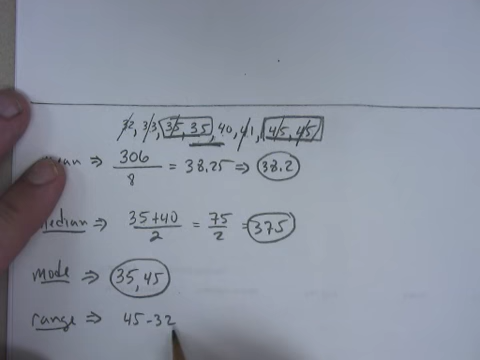 32, 33, 35, 35, 40, 41, 45, 45
306/8 = 38.25 ⇒ 38.2
median ⇒ 35+40/2 = 75/2 = 37.5
mode ⇒ 35, 45
range ⇒ 45-32